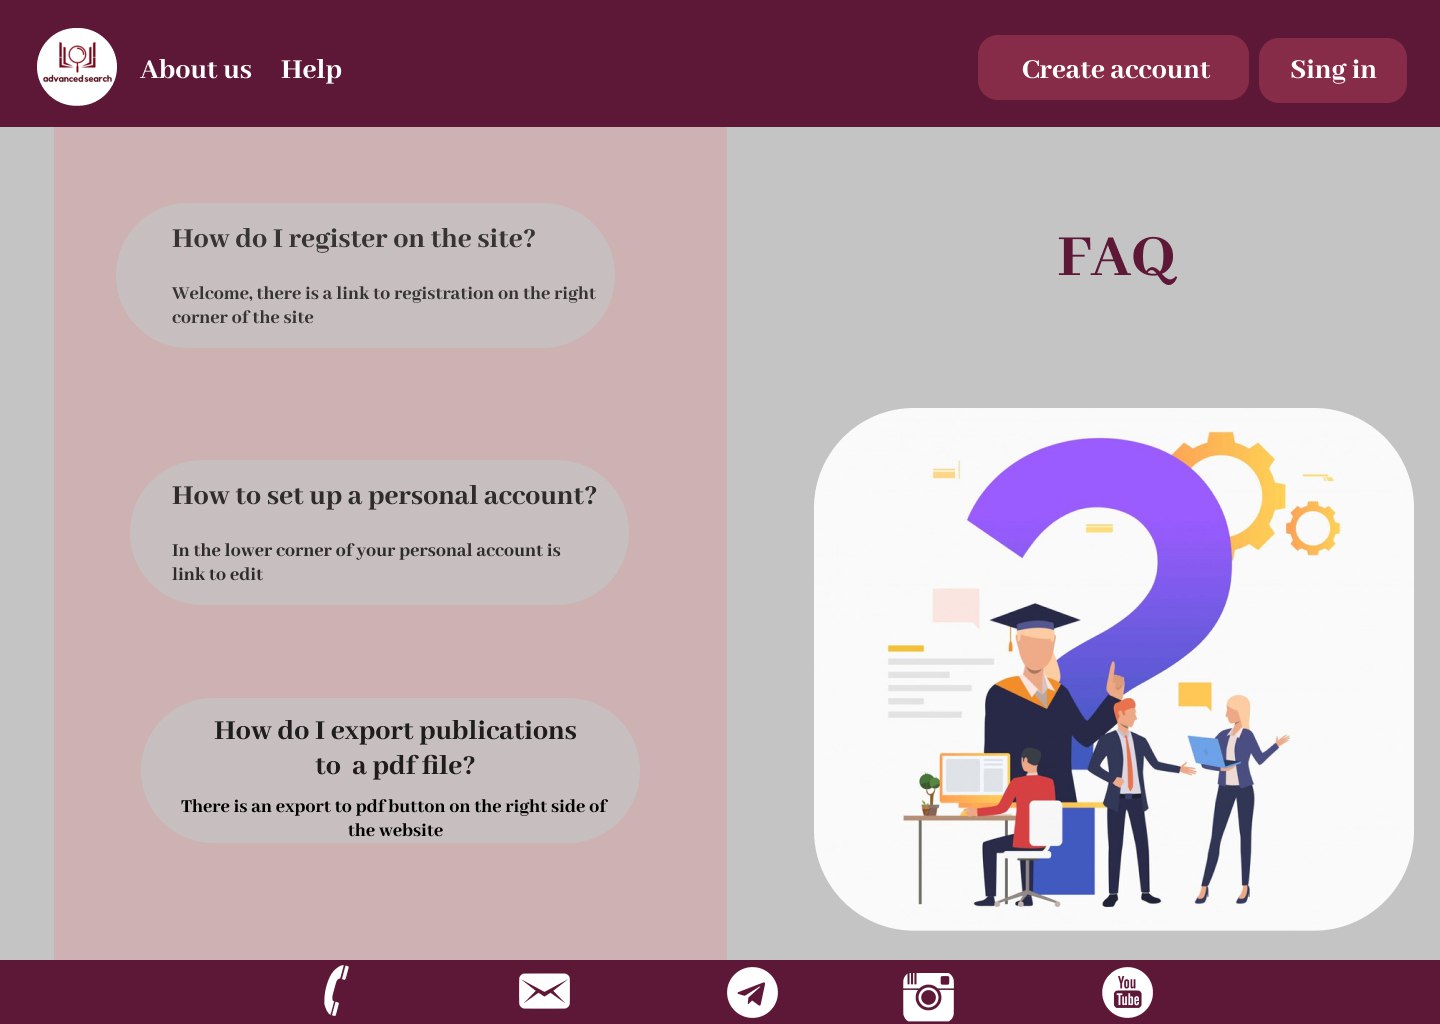 advancedsearch
About us
Help
Create account
Sing in
How do I register on the site?
Welcome, there is a link to registration on the right
corner of the site
FAQ
How to set up a personal account?
In the lower corner of your personal account is
link to edit
How do I export publications
to a pdf file?
There is an export to pdf button on the right side of
the website
You
Tube